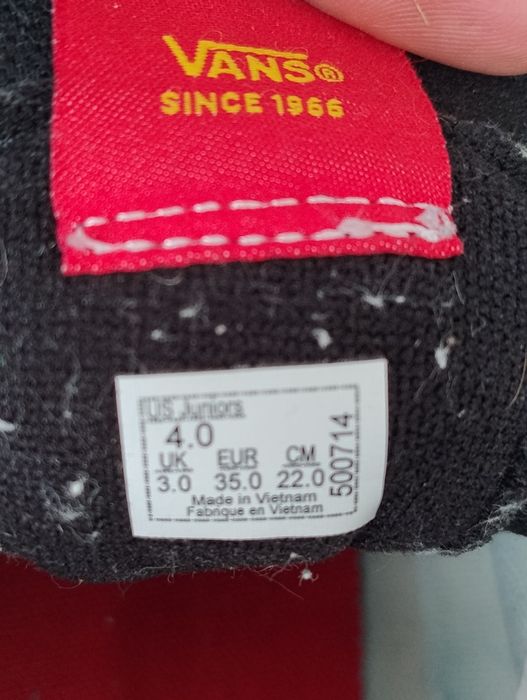 VANS®
SINCE 1966
US Juniors
4.0
UK EUR CM
3.0 35.0 22.0
Made in Vietnam
Fabrique en Vietnam
500714